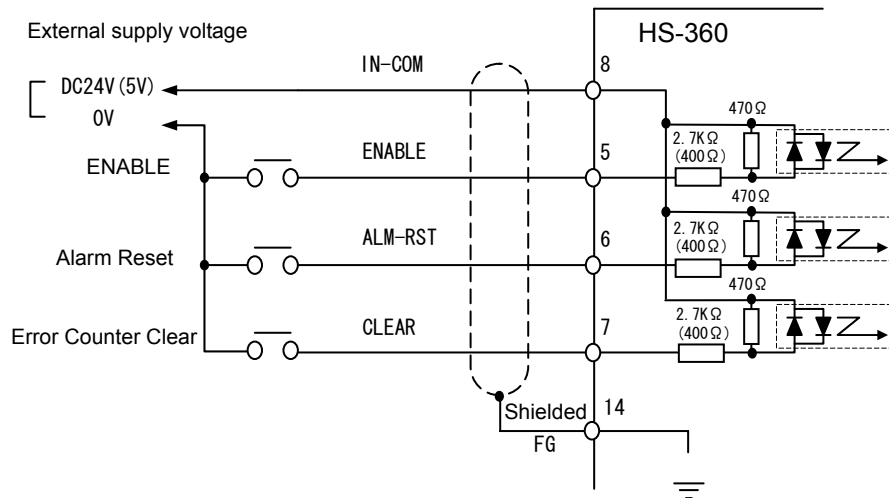 External supply voltage
HS-360
IN-COM
8
DC24V(5V)
0V
470Ω
2.7KΩ
(400Ω)
ENABLE
ENABLE
5
470Ω
2.7KΩ
(400Ω)
Alarm Reset
ALM-RST
6
470Ω
2.7KΩ
(400Ω)
Error Counter Clear
CLEAR
7
Shielded
14
FG